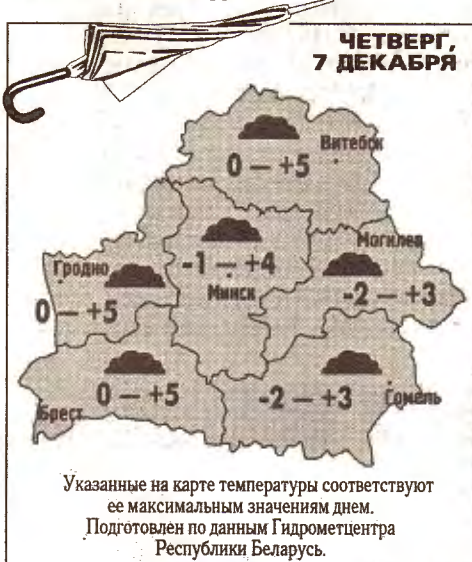 ЧЕТВЕРГ,
7 ДЕКАБРЯ
Витебск
0 — +5
Могилев
-1 — +4
Гродно
Минск
-2 — +3
0 — +5
0 — +5
-2 — +3
Гомель
Брест
Указанные на карте температуры соответствуют
ее максимальным значениям днем.
Подготовлен по данным Гидрометцентра
Республики Беларусь.